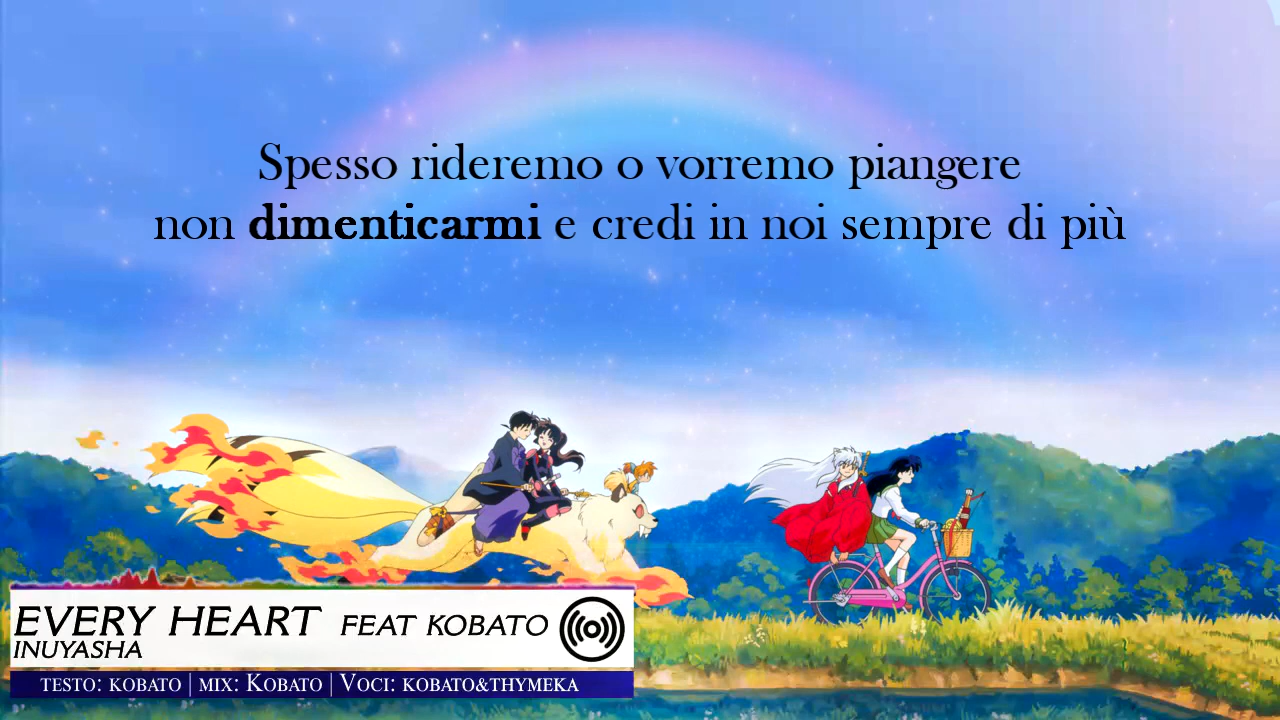 Spesso rideremo o vorremo piangere
non dimenticarmi e credi in noi sempre di più
EVERY HEART FEAT KOBATO
INUYASHA
TESTO: KOBATO | MIX: KOBATO | VOCI: KOBATO&THYMEKA